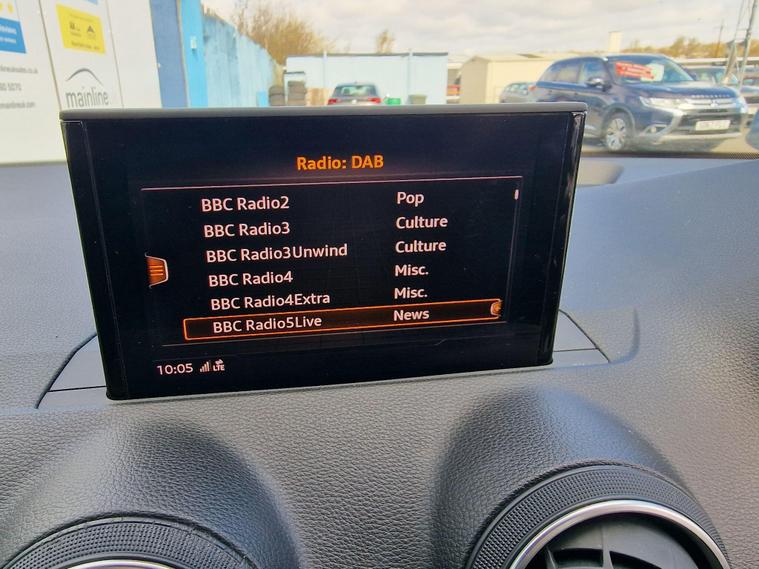 mainline
Radio: DAB
BBC Radio2 Pop
BBC Radio3 Culture
BBC Radio3Unwind Culture
BBC Radio4 Misc.
BBC Radio4Extra Misc.
BBC Radio5Live News
10:05 LTE